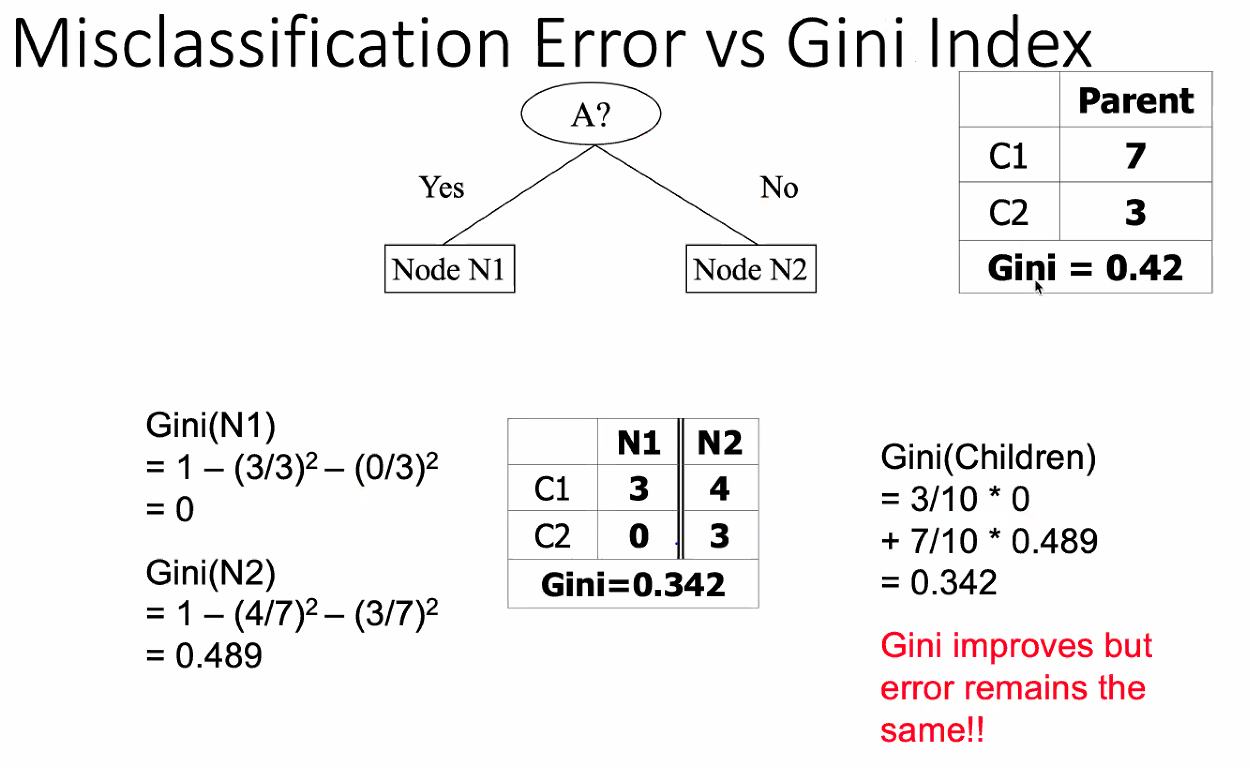 Misclassification Error vs Gini Index
A?
Yes
No
Node N1
Node N2
Parent
C1 7
C2 3
Gini = 0.42
Gini(N1)
= 1 – (3/3)² – (0/3)²
= 0
Gini(N2)
= 1 – (4/7)² – (3/7)²
= 0.489
N1 N2
C1 3 4
C2 0 3
Gini=0.342
Gini(Children)
= 3/10 * 0
+ 7/10 * 0.489
= 0.342
Gini improves but
error remains the
same!!